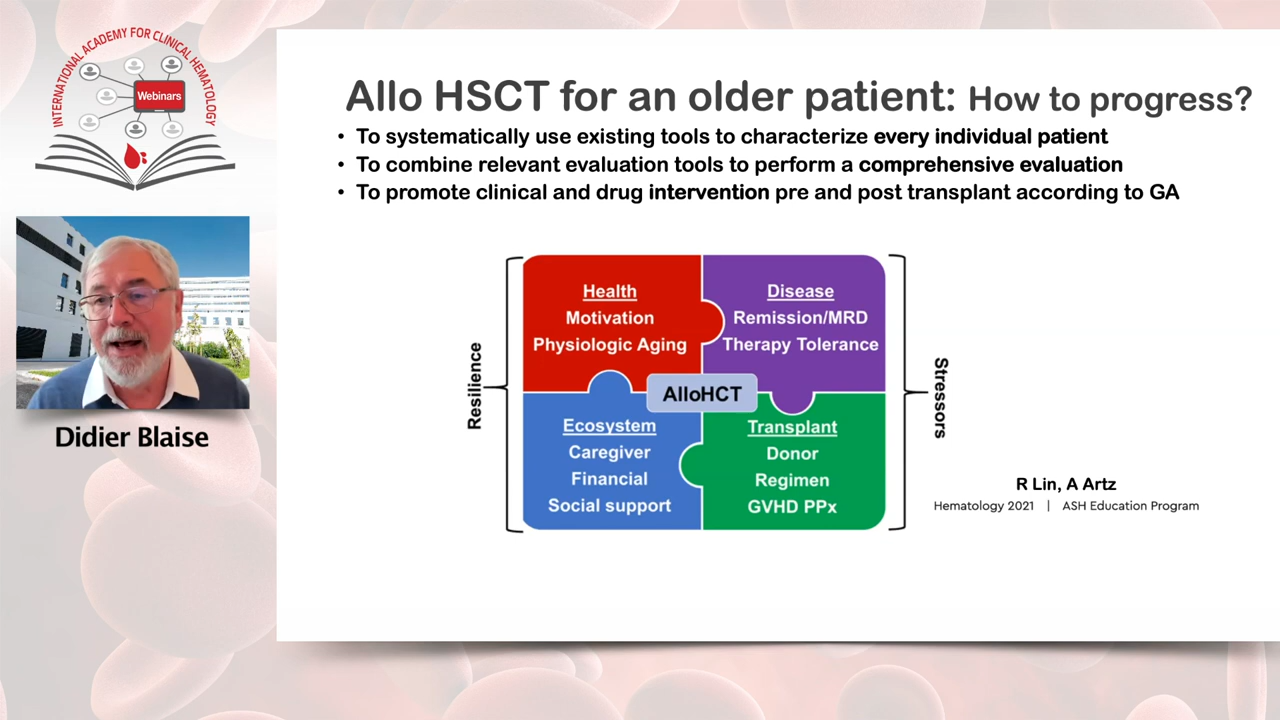 INTERNATIONAL ACADEMY FOR CLINICAL HEMATOLOGY
Webinars
Didier Blaise
Allo HSCT for an older patient: How to progress?
• To systematically use existing tools to characterize every individual patient
• To combine relevant evaluation tools to perform a comprehensive evaluation
• To promote clinical and drug intervention pre and post transplant according to GA
Resilience
Health
Motivation
Physiologic Aging
Disease
Remission/MRD
Therapy Tolerance
AlloHCT
Ecosystem
Caregiver
Financial
Social support
Transplant
Donor
Regimen
GVHD PPx
Stressors
R Lin, A Artz
Hematology 2021 | ASH Education Program